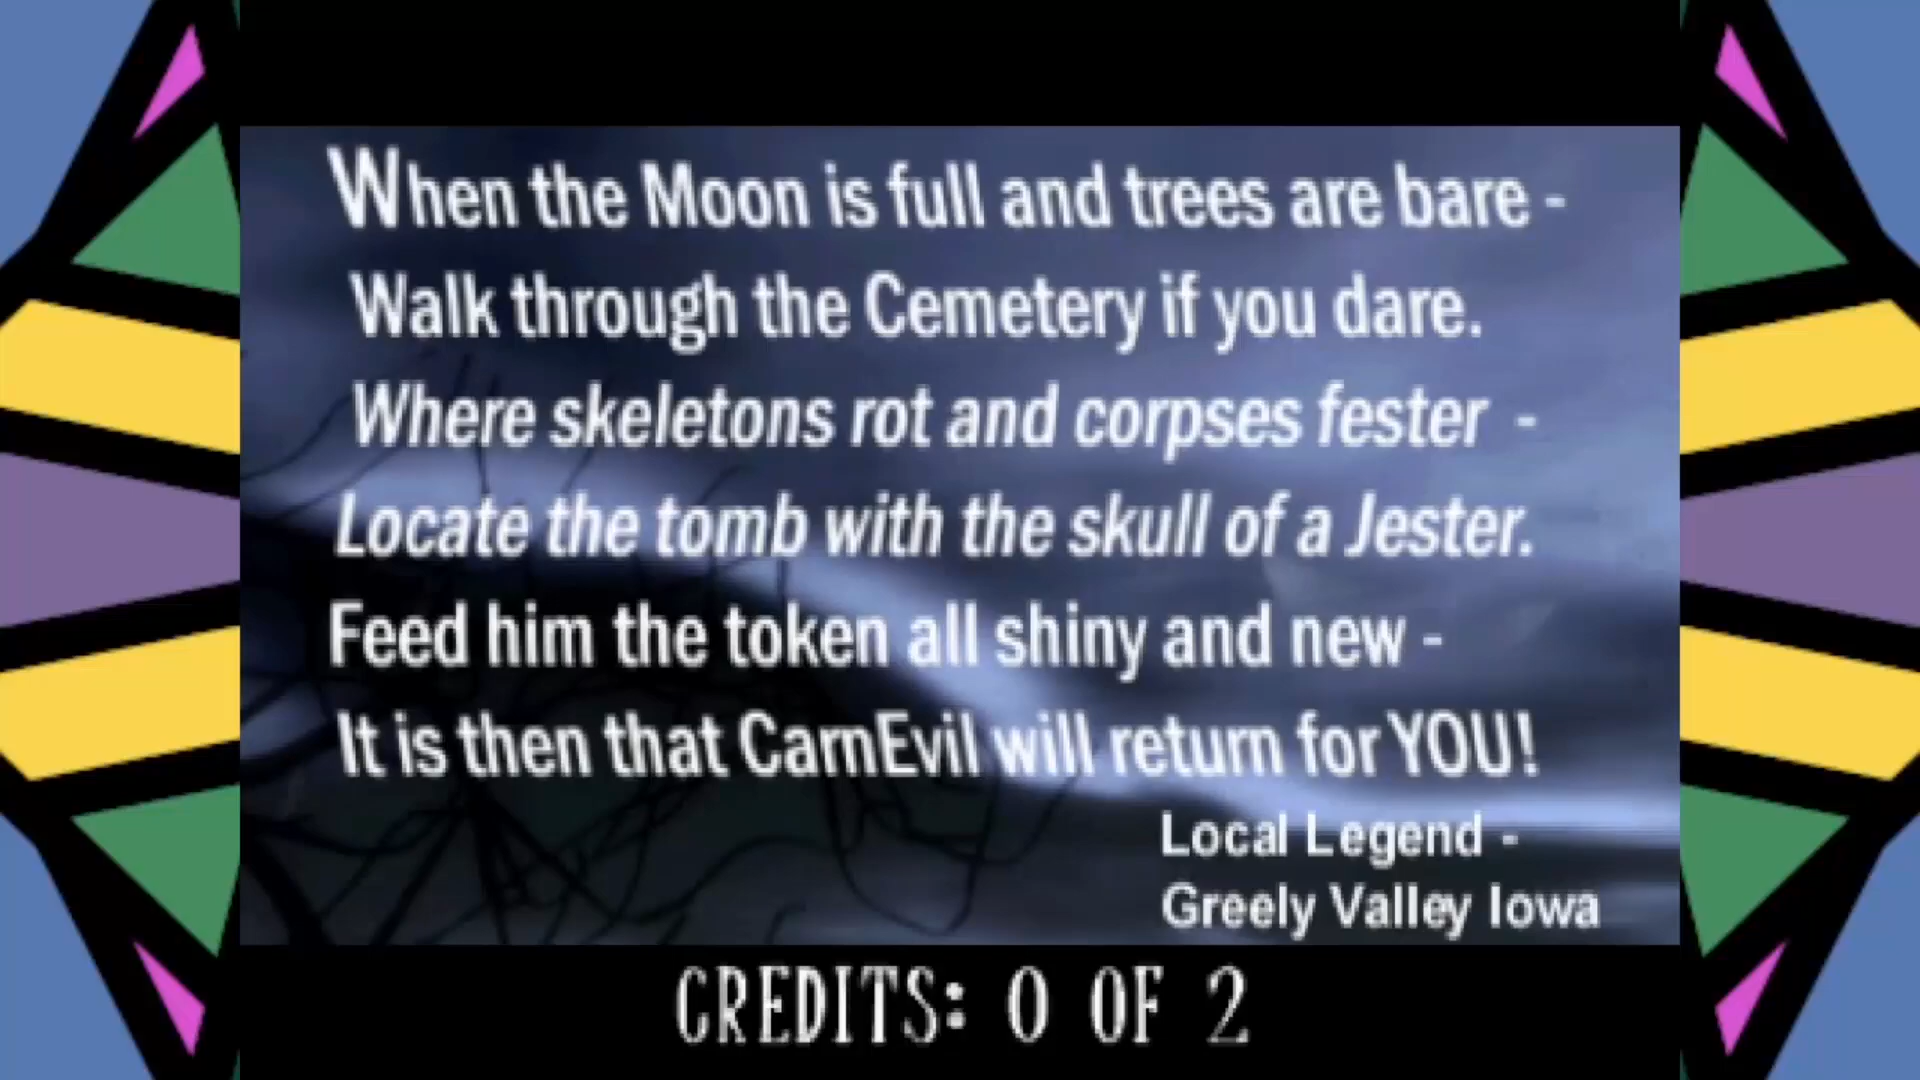 When the Moon is full and trees are bare -
Walk through the Cemetery if you dare.
Where skeletons rot and corpses fester -
Locate the tomb with the skull of a Jester.
Feed him the token all shiny and new -
It is then that CarnEvil will return for YOU!
Local Legend -
Greely Valley Iowa
CREDITS: 0 OF 2